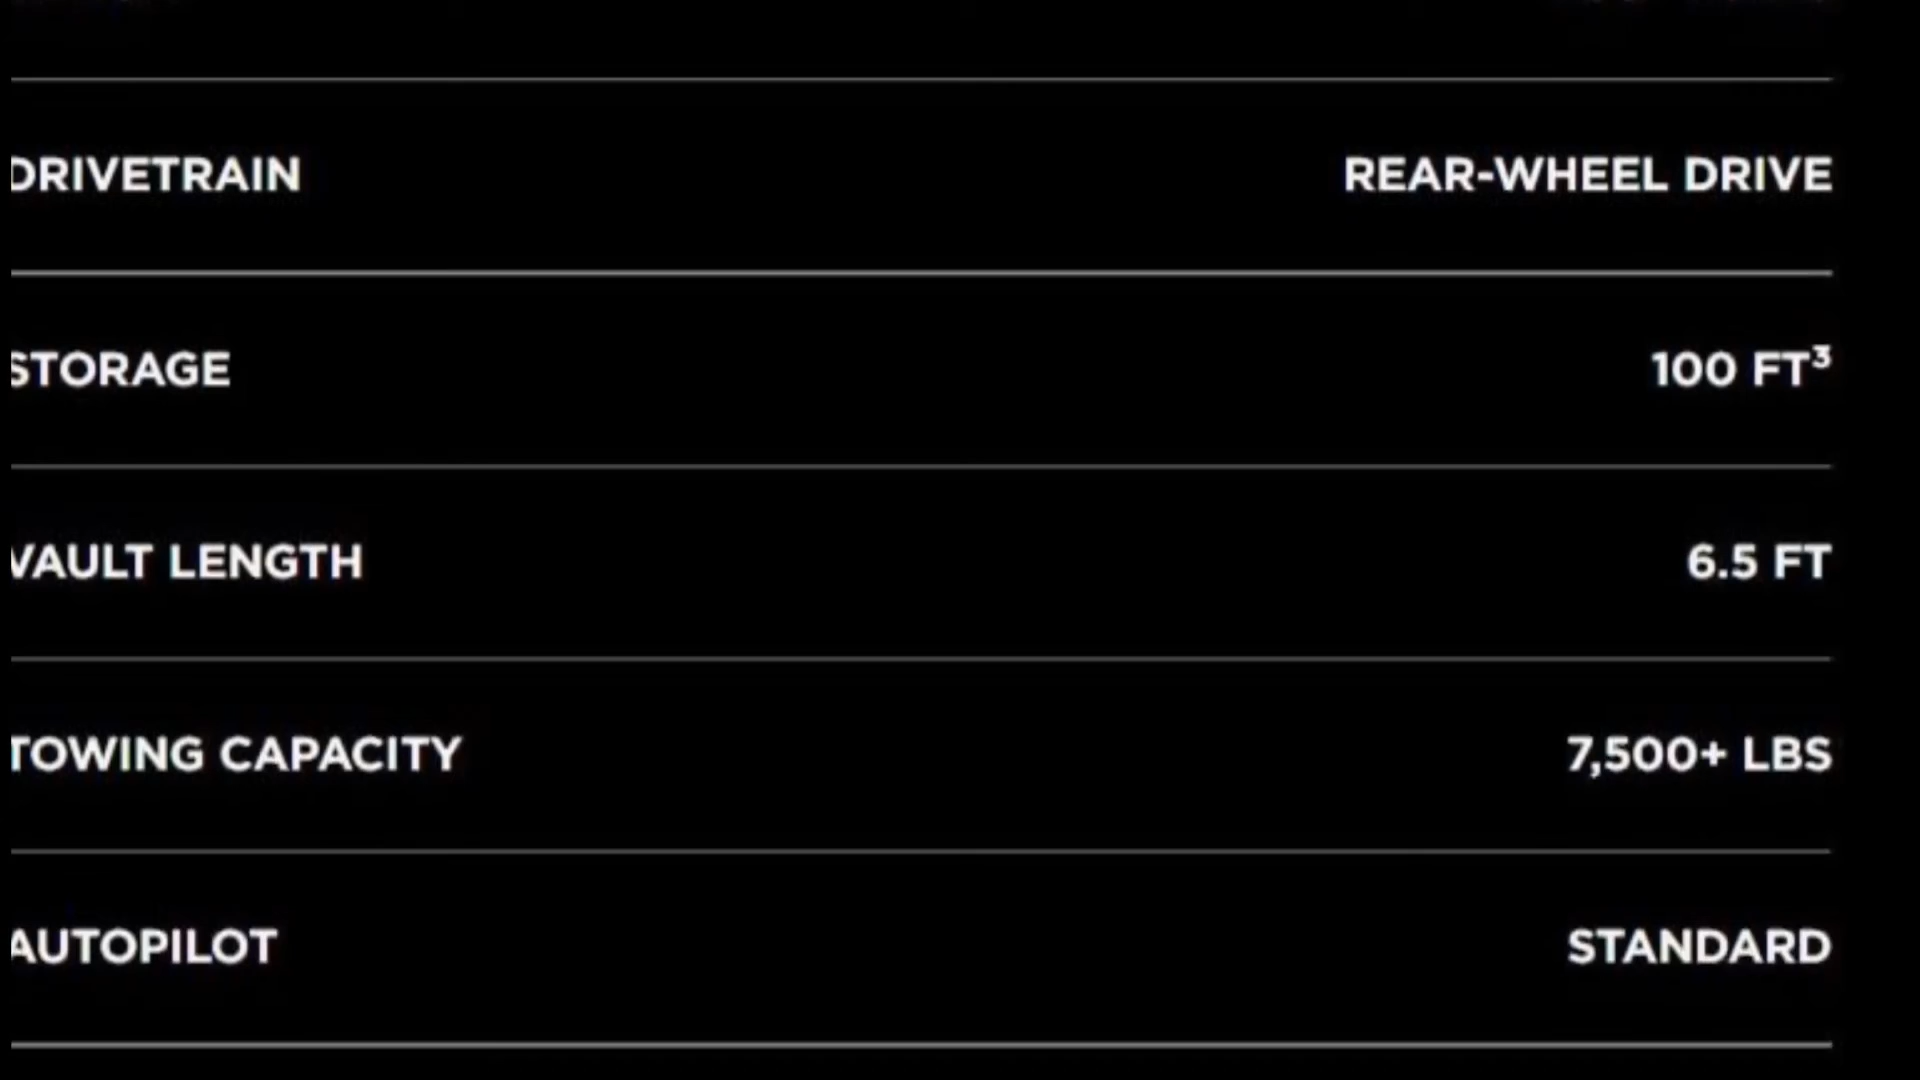 DRIVETRAIN REAR-WHEEL DRIVE
STORAGE 100 FT³
VAULT LENGTH 6.5 FT
TOWING CAPACITY 7,500+ LBS
AUTOPILOT STANDARD